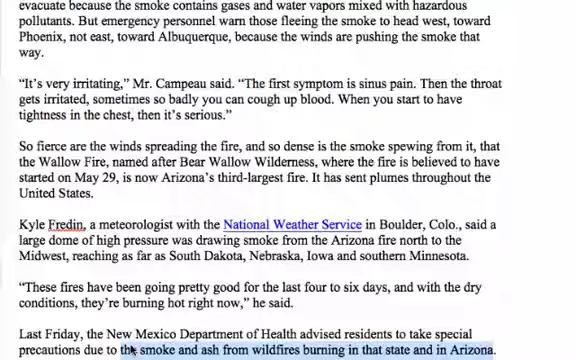 evacuate because the smoke contains gases and water vapors mixed with hazardous
pollutants. But emergency personnel warn those fleeing the smoke to head west, toward
Phoenix, not east, toward Albuquerque, because the winds are pushing the smoke that
way.
“It’s very irritating,” Mr. Campeau said. “The first symptom is sinus pain. Then the throat
gets irritated, sometimes so badly you can cough up blood. When you start to have
tightness in the chest, then it’s serious.”
So fierce are the winds spreading the fire, and so dense is the smoke spewing from it, that
the Wallow Fire, named after Bear Wallow Wilderness, where the fire is believed to have
started on May 29, is now Arizona’s third-largest fire. It has sent plumes throughout the
United States.
Kyle Fredin, a meteorologist with the National Weather Service in Boulder, Colo., said a
large dome of high pressure was drawing smoke from the Arizona fire north to the
Midwest, reaching as far as South Dakota, Nebraska, Iowa and southern Minnesota.
“These fires have been going pretty good for the last four to six days, and with the dry
conditions, they’re burning hot right now,” he said.
Last Friday, the New Mexico Department of Health advised residents to take special
precautions due to the smoke and ash from wildfires burning in that state and in Arizona.